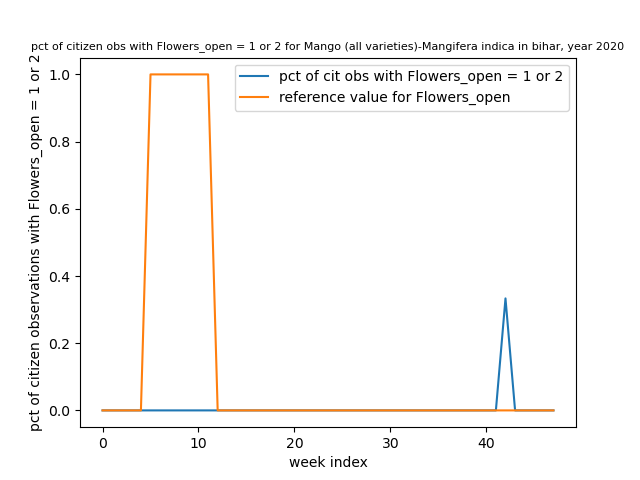 pct of citizen obs with Flowers_open = 1 or 2 for Mango (all varieties)-Mangifera indica in bihar, year 2020
pct of cit obs with Flowers_open = 1 or 2
reference value for Flowers_open
pct of citizen observations with Flowers_open = 1 or 2
1.0
0.8
0.6
0.4
0.2
0.0
0 10 20 30 40
week index